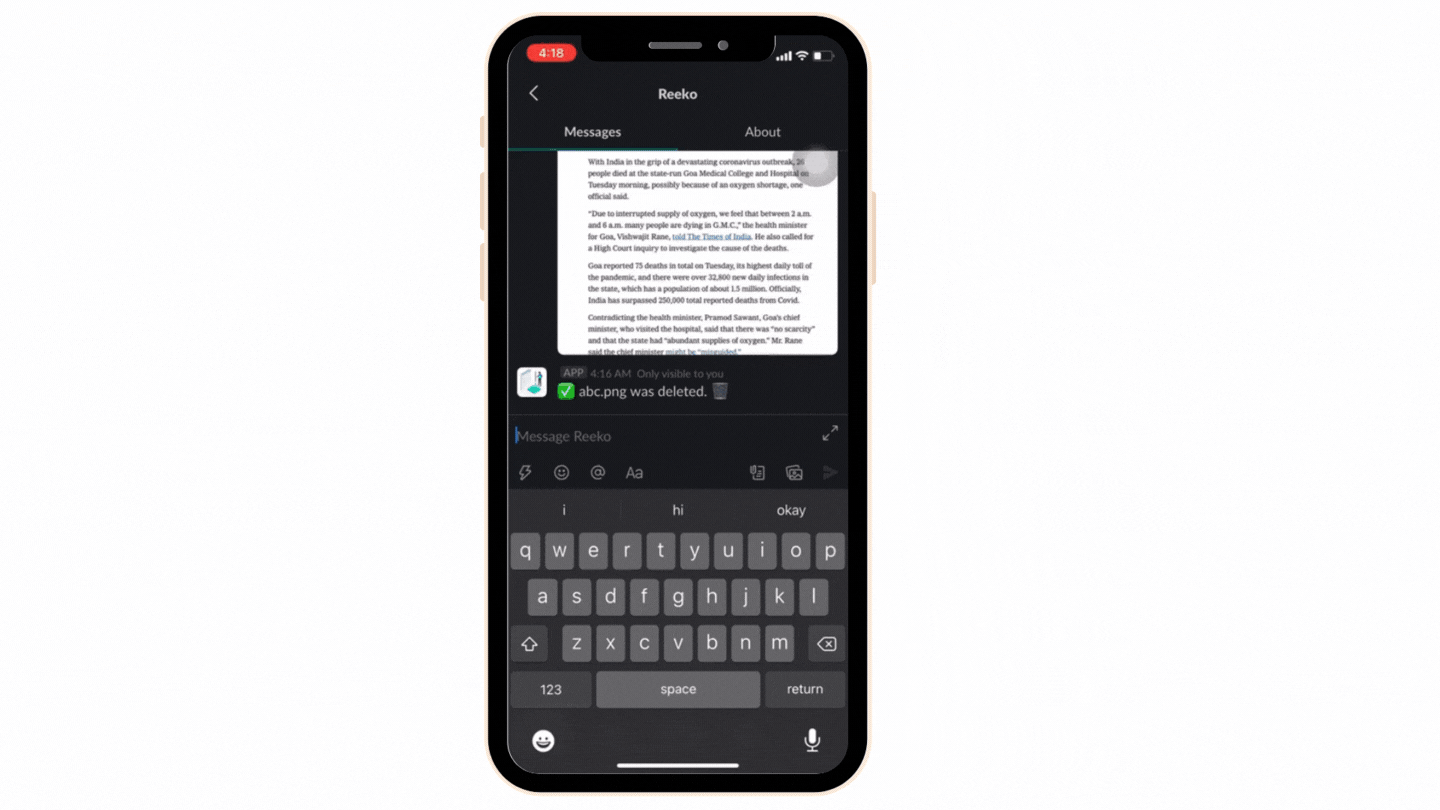 4:18
Reeko
Messages About
With India in the grip of a devastating coronavirus outbreak, 26
people died at the state-run Goa Medical College and Hospital on
Tuesday morning, possibly because of an oxygen shortage, one
official said.
“Due to interrupted supply of oxygen, we feel that between 2 a.m.
and 6 a.m. many people are dying in G.M.C.,” the health minister
for Goa, Vishwajit Rane, told The Times of India. He also called for
a High Court inquiry to investigate the cause of the deaths.
Goa reported 75 deaths in total on Tuesday, its highest daily toll of
the pandemic, and there were over 32,800 new daily infections in
the state, which has a population of about 1.5 million. Officially,
India has surpassed 250,000 total reported deaths from Covid.
Contradicting the health minister, Pramod Sawant, Goa's chief
minister, who visited the hospital, said that there was “no scarcity”
and that the state had “abundant supplies of oxygen.” Mr. Rane
said the chief minister might be “misguided.”
APP 4:16 AM Only visible to you
✅ abc.png was deleted. 🗑️
Message Reeko
@ Aa
i hi okay
q w e r t y u i o p
a s d f g h j k l
z x c v b n m
123 space return